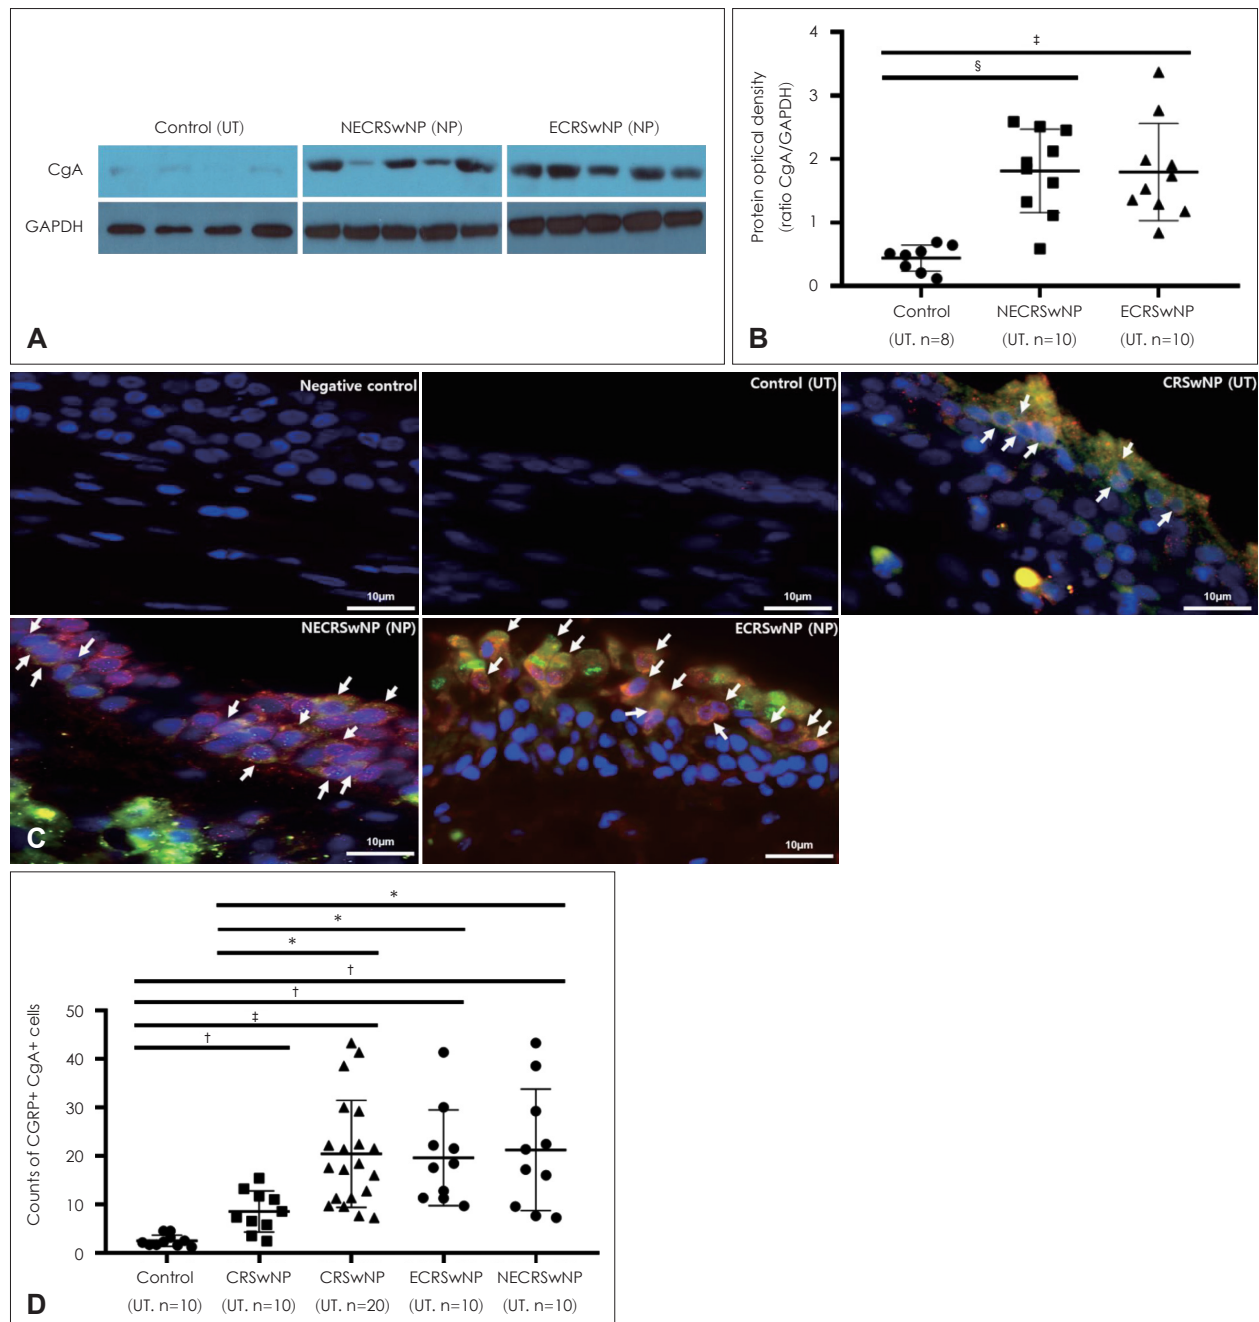 Control (UT) NECRSwNP (NP) ECRSwNP (NP)
CgA
GAPDH
A
Protein optical density
(ratio CgA/GAPDH)
4
3
2
1
0
‡
§
Control NECRSwNP ECRSwNP
(UT. n=8) (UT. n=10) (UT. n=10)
B
Negative control
10µm
Control (UT)
10µm
CRSwNP (UT)
10µm
NECRSwNP (NP)
10µm
C
ECRSwNP (NP)
10µm
*
*
*
†
†
‡
†
Counts of CGRP+ CgA+ cells
50
40
30
20
10
0
Control CRSwNP CRSwNP ECRSwNP NECRSwNP
(UT. n=10) (UT. n=10) (UT. n=20) (UT. n=10) (UT. n=10)
D